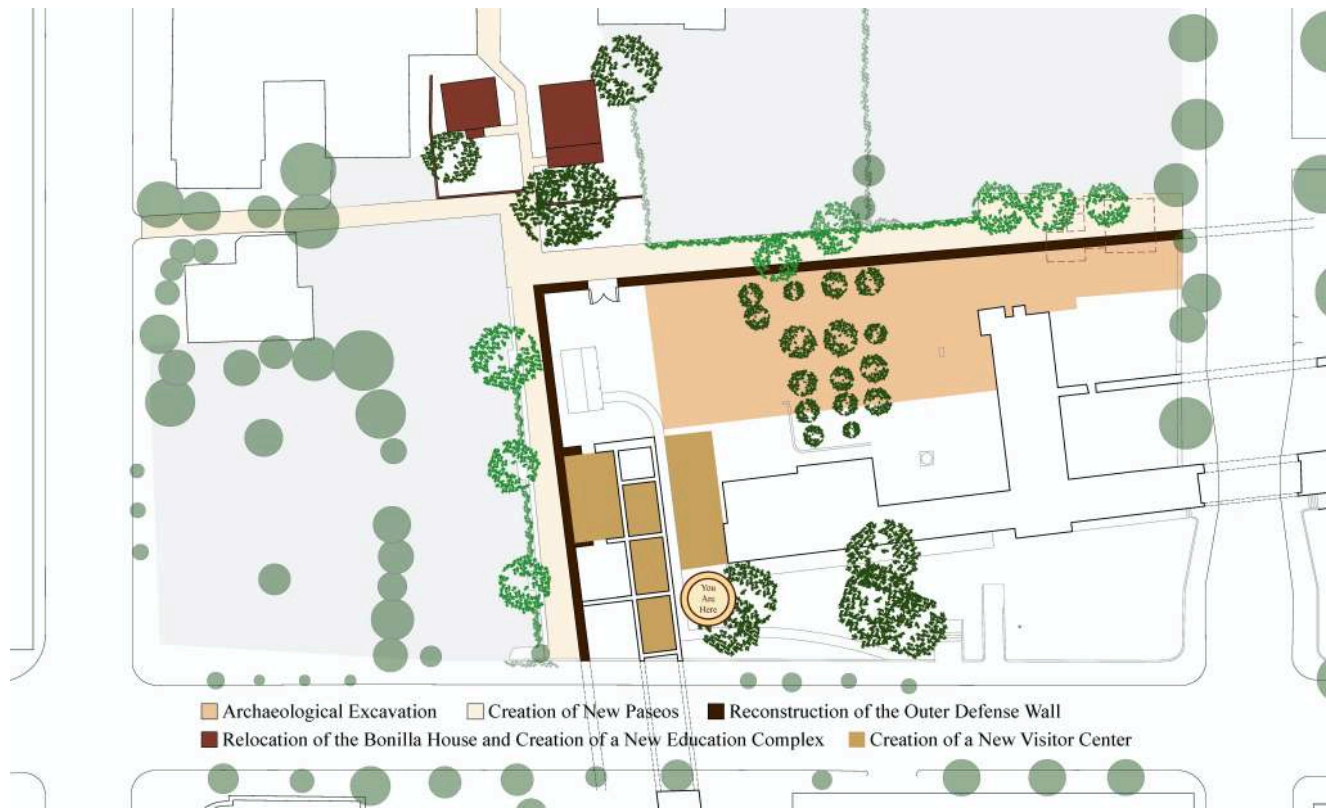 You
Are
Here
Archaeological Excavation Creation of New Paseos Reconstruction of the Outer Defense Wall
Relocation of the Bonilla House and Creation of a New Education Complex Creation of a New Visitor Center